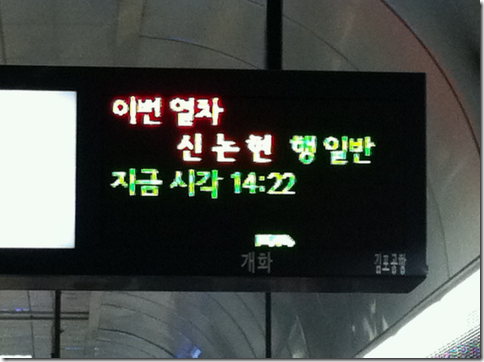 이번 열차
신논현 행 일반
지금 시각 14:22
개화 김포공항